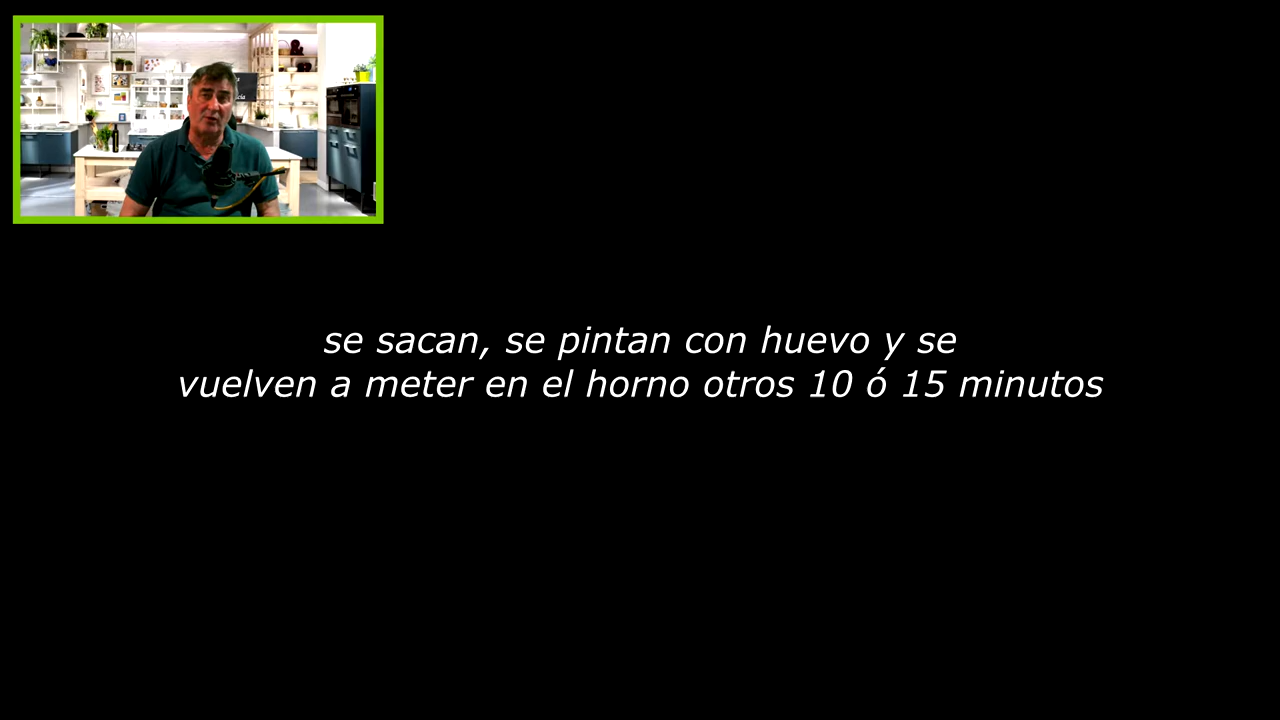 se sacan, se pintan con huevo y se
vuelven a meter en el horno otros 10 ó 15 minutos